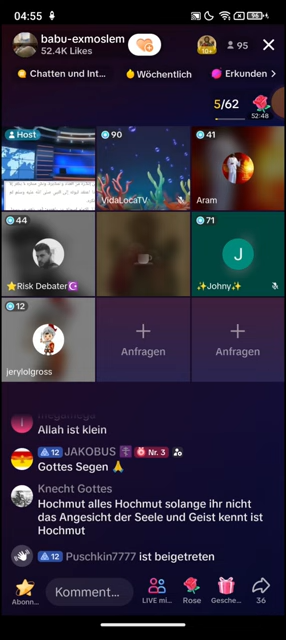 04:55
babu-exmoslem
52.4K Likes
10+
95
Chatten und Int...
Wöchentlich
Erkunden
5/62
52:48
Host
90
41
VidaLocaTV
Aram
44
71
⭐Risk Debater☪
J
✨Johny✨
12
jerylolgross
Anfragen
Anfragen
Allah ist klein
12 JAKOBUS Nr. 3
Gottes Segen 🙏
Knecht Gottes
Hochmut alles Hochmut solange ihr nicht
das Angesicht der Seele und Geist kennt ist
Hochmut
12 Puschkin7777 ist beigetreten
Abonn...
Komment...
LIVE mi...
Rose
Gesche...
36